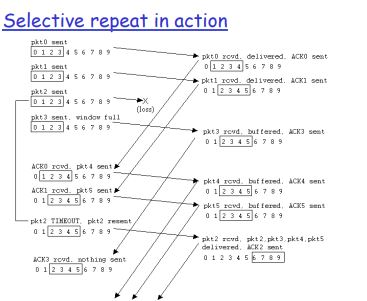 Selective repeat in action
pkt0 sent
0 1 2 3 4 5 6 7 8 9
pkt0 rcvd, delivered, ACK0 sent
0 1 2 3 4 5 6 7 8 9
pkt1 sent
0 1 2 3 4 5 6 7 8 9
pkt1 rcvd, delivered, ACK1 sent
0 1 2 3 4 5 6 7 8 9
pkt2 sent
0 1 2 3 4 5 6 7 8 9
X
(loss)
pkt3 sent, window full
0 1 2 3 4 5 6 7 8 9
pkt3 rcvd, buffered, ACK3 sent
0 1 2 3 4 5 6 7 8 9
ACK0 rcvd, pkt4 sent
0 1 2 3 4 5 6 7 8 9
pkt4 rcvd, buffered, ACK4 sent
0 1 2 3 4 5 6 7 8 9
ACK1 rcvd, pkt5 sent
0 1 2 3 4 5 6 7 8 9
pkt5 rcvd, buffered, ACK5 sent
0 1 2 3 4 5 6 7 8 9
pkt2 TIMEOUT, pkt2 resent
0 1 2 3 4 5 6 7 8 9
pkt2 rcvd, pkt2,pkt3,pkt4,pkt5
delivered, ACK2 sent
0 1 2 3 4 5 6 7 8 9
ACK3 rcvd, nothing sent
0 1 2 3 4 5 6 7 8 9